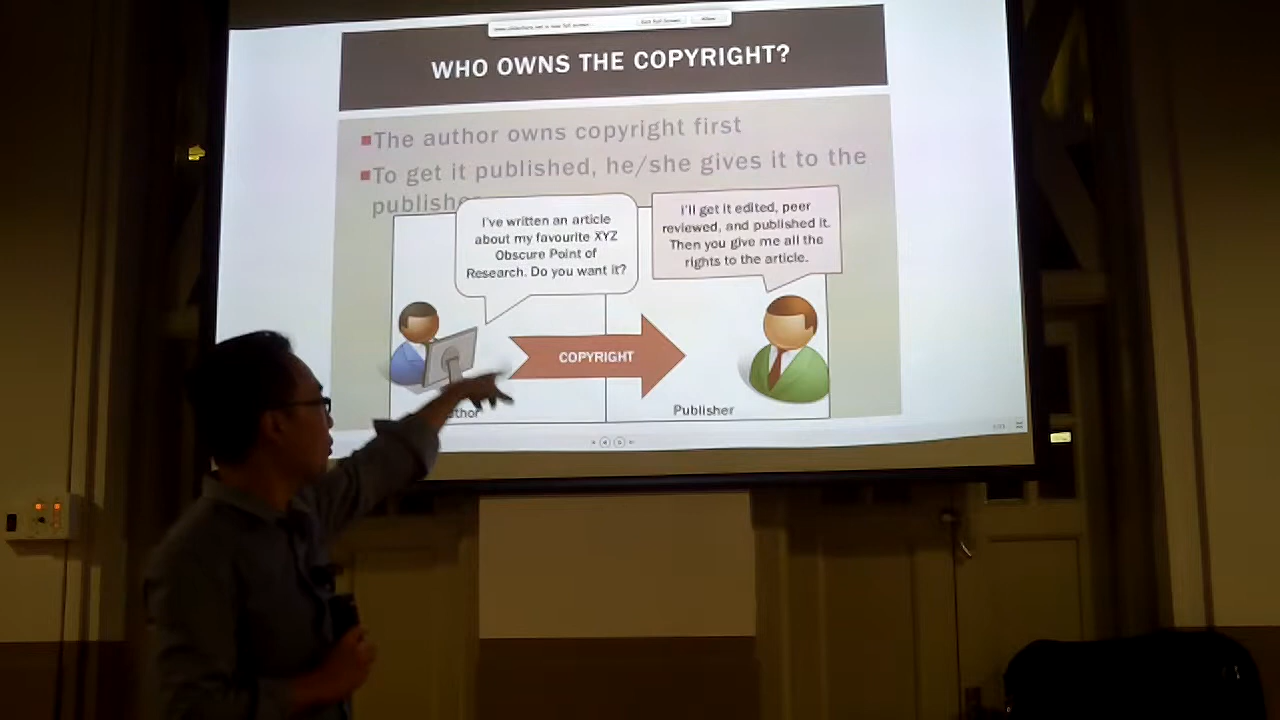 WHO OWNS THE COPYRIGHT?
The author owns copyright first
To get it published, he/she gives it to the
publishe
I've written an article
about my favourite XYZ
Obscure Point of
Research. Do you want it?
I'll get it edited, peer
reviewed, and published it.
Then you give me all the
rights to the article.
COPYRIGHT
thor
Publisher